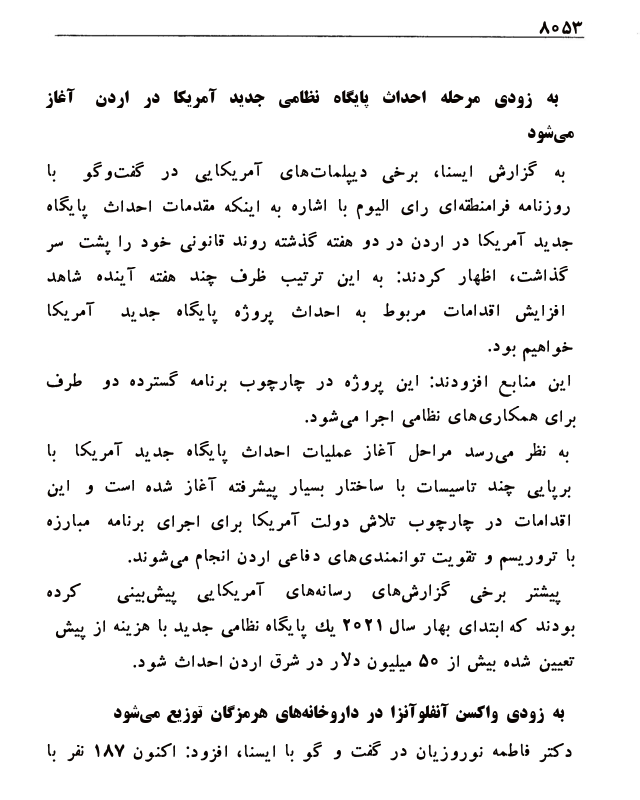 ۸۰۵۳
به زودی مرحله احداث پایگاه نظامی جدید آمریکا در اردن آغاز
می‌شود
به گزارش ایسنا، برخی دیپلمات‌های آمریکایی در گفت‌وگو با
روزنامه فرامنطقه‌ای رای الیوم با اشاره به اینکه مقدمات احداث پایگاه
جدید آمریکا در اردن در دو هفته گذشته روند قانونی خود را پشت سر
گذاشت، اظهار کردند: به این ترتیب ظرف چند هفته آینده شاهد
افزایش اقدامات مربوط به احداث پروژه پایگاه جدید آمریکا
خواهیم بود.
این منابع افزودند: این پروژه در چارچوب برنامه گسترده دو طرف
برای همکاری‌های نظامی اجرا می‌شود.
به نظر می‌رسد مراحل آغاز عملیات احداث پایگاه جدید آمریکا با
برپایی چند تاسیسات با ساختار بسیار پیشرفته آغاز شده است و این
اقدامات در چارچوب تلاش دولت آمریکا برای اجرای برنامه مبارزه
با تروریسم و تقویت توانمندی‌های دفاعی اردن انجام می‌شوند.
پیشتر برخی گزارش‌های رسانه‌های آمریکایی پیش‌بینی کرده
بودند که ابتدای بهار سال ۲۰۲۱ یك پایگاه نظامی جدید با هزینه از پیش
تعیین شده بیش از ۵۰ میلیون دلار در شرق اردن احداث شود.
به زودی واکسن آنفلوآنزا در داروخانه‌های هرمزگان توزیع می‌شود
دکتر فاطمه نوروزیان در گفت و گو با ایسنا، افزود: اکنون ۱۸۷ نفر با